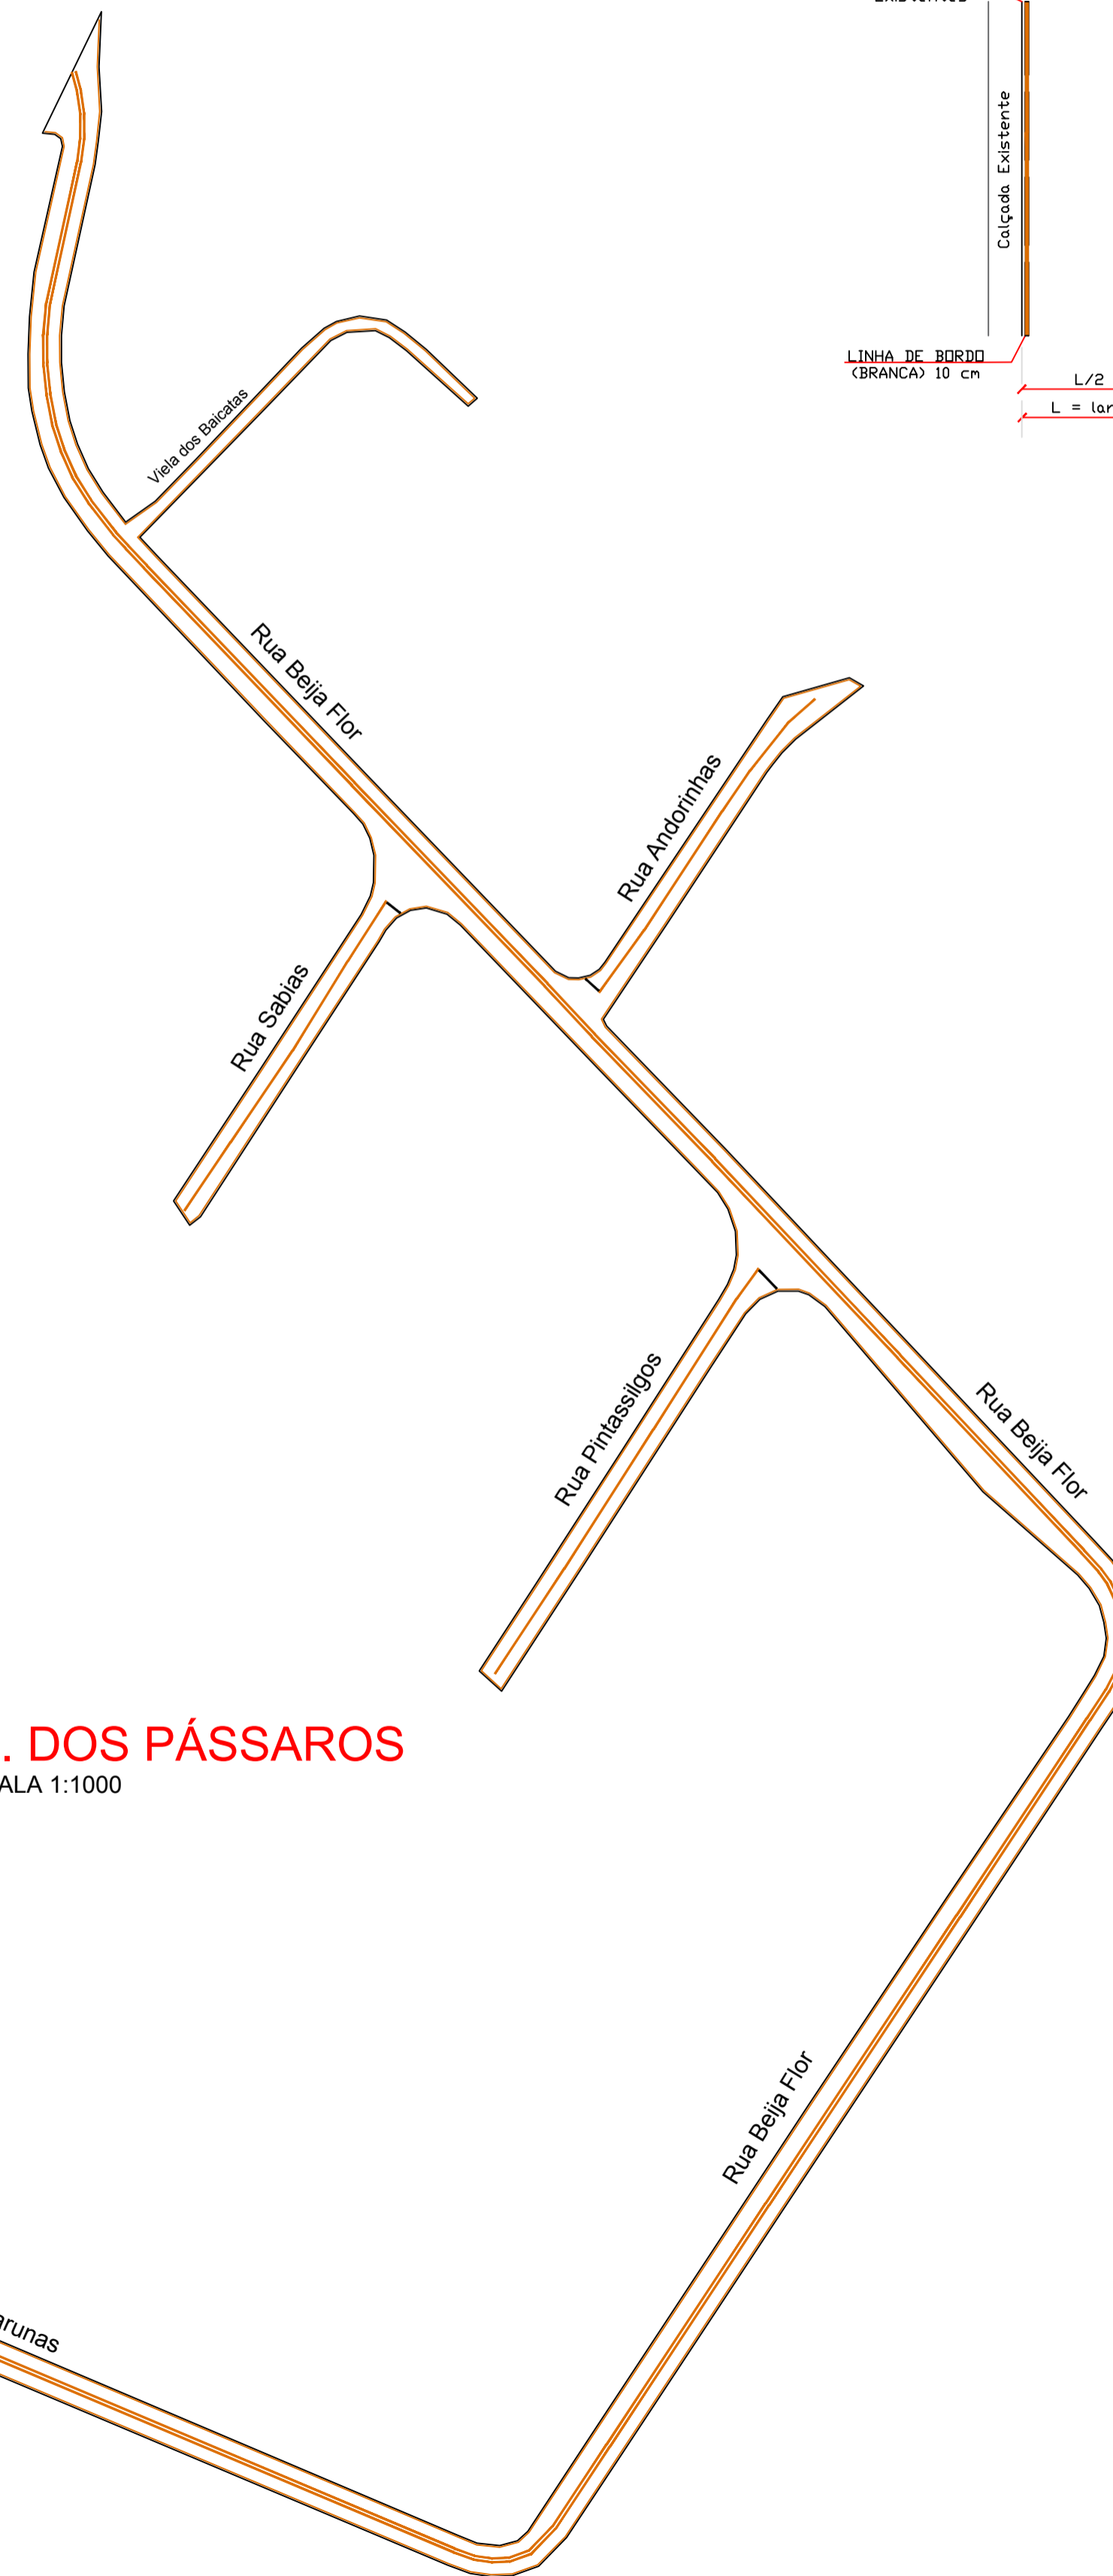 Calçada Existente
LINHA DE BORDO
(BRANCA) 10 cm
L/2
L = lar
Viela dos Baicatas
Rua Beija Flor
Rua Andorinhas
Rua Sabias
Rua Pintassilgos
Rua Beija Flor
. DOS PÁSSAROS
ALA 1:1000
Rua Beija Flor
arunas